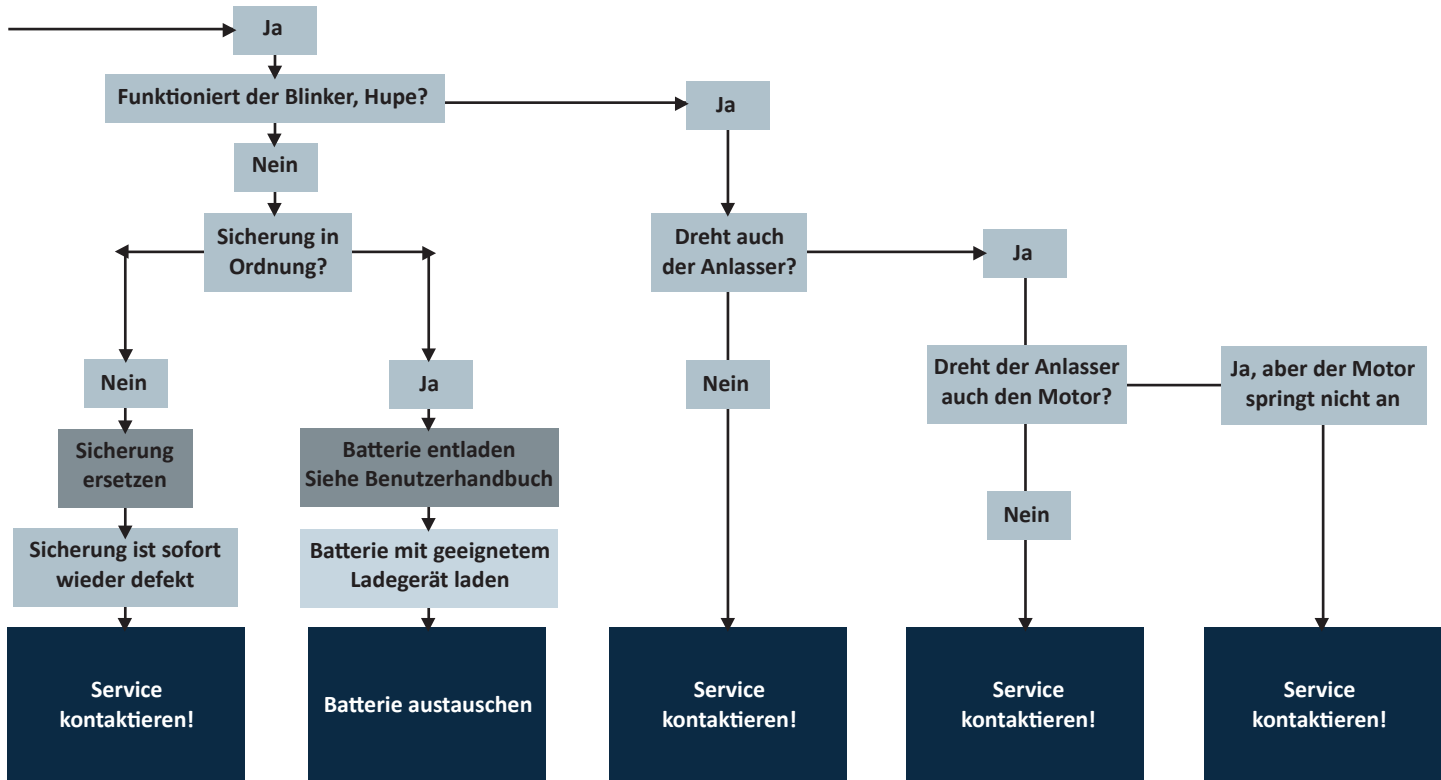 Ja
Funktioniert der Blinker, Hupe?
Ja
Nein
Sicherung in
Ordnung?
Dreht auch
der Anlasser?
Ja
Nein
Ja
Nein
Dreht der Anlasser
auch den Motor?
Ja, aber der Motor
springt nicht an
Sicherung
ersetzen
Batterie entladen
Siehe Benutzerhandbuch
Nein
Sicherung ist sofort
wieder defekt
Batterie mit geeignetem
Ladegerät laden
Service
kontaktieren!
Batterie austauschen
Service
kontaktieren!
Service
kontaktieren!
Service
kontaktieren!